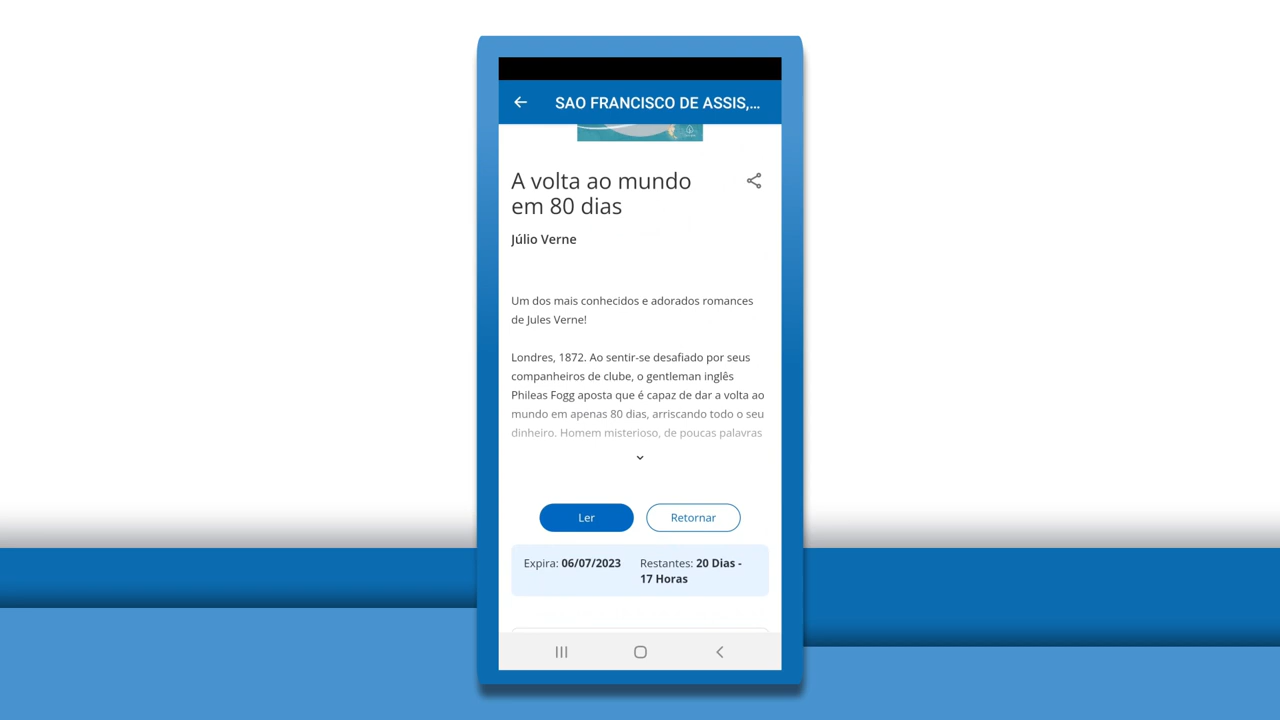 SAO FRANCISCO DE ASSIS,...
A volta ao mundo
em 80 dias
Júlio Verne
Um dos mais conhecidos e adorados romances
de Jules Verne!
Londres, 1872. Ao sentir-se desafiado por seus
companheiros de clube, o gentleman inglês
Phileas Fogg aposta que é capaz de dar a volta ao
mundo em apenas 80 dias, arriscando todo o seu
dinheiro. Homem misterioso, de poucas palavras
Ler Retornar
Expira: 06/07/2023 Restantes: 20 Dias -
17 Horas